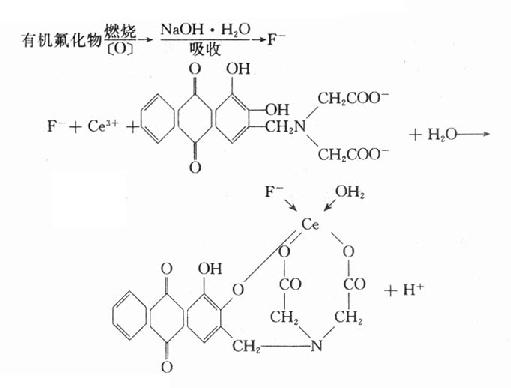 有机氟化物 燃烧 [O] → NaOH·H₂O 吸收 → F⁻
O OH
OH
CH₂COO⁻
F⁻ + Ce³⁺ + CH₂N + H₂O →
CH₂COO⁻
O
F⁻ OH₂
Ce
O O
O OH O CO CO + H⁺
CH₂ CH₂
CH₂ N
O